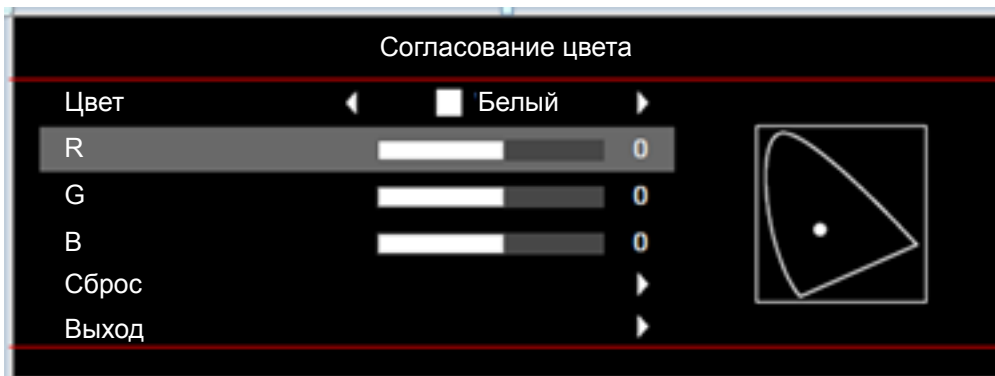 Согласование цвета
Цвет Белый
R 0
G 0
B 0
Сброс
Выход